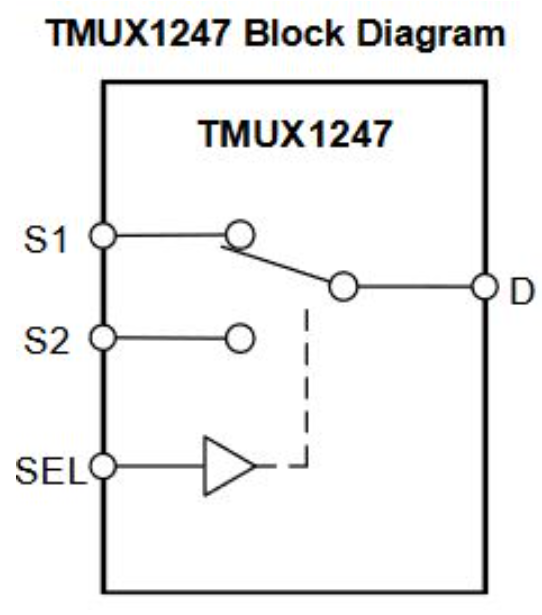 TMUX1247 Block Diagram
TMUX1247
S1
D
S2
SEL